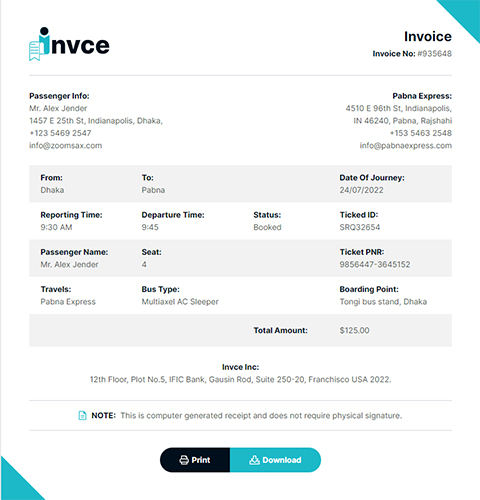 invce
Invoice
Invoice No: #935648
Passenger Info:
Mr. Alex Jender
1457 E 25th St, Indianapolis, Dhaka,
+123 5469 2547
info@zoomsax.com
Pabna Express:
4510 E 96th St, Indianapolis,
IN 46240, Pabna, Rajshahi
+153 5463 2548
info@pabnaexpress.com
From: To: Date Of Journey:
Dhaka Pabna 24/07/2022
Reporting Time: Departure Time: Status: Ticked ID:
9:30 AM 9:45 Booked SRQ32654
Passenger Name: Seat: Ticket PNR:
Mr. Alex Jender 4 9856447-3645152
Travels: Bus Type: Boarding Point:
Pabna Express Multiaxel AC Sleeper Tongi bus stand, Dhaka
Total Amount: $125.00
Invce Inc:
12th Floor, Plot No.5, IFIC Bank, Gausin Rod, Suite 250-20, Franchisco USA 2022.
NOTE: This is computer generated receipt and does not require physical signature.
Print Download